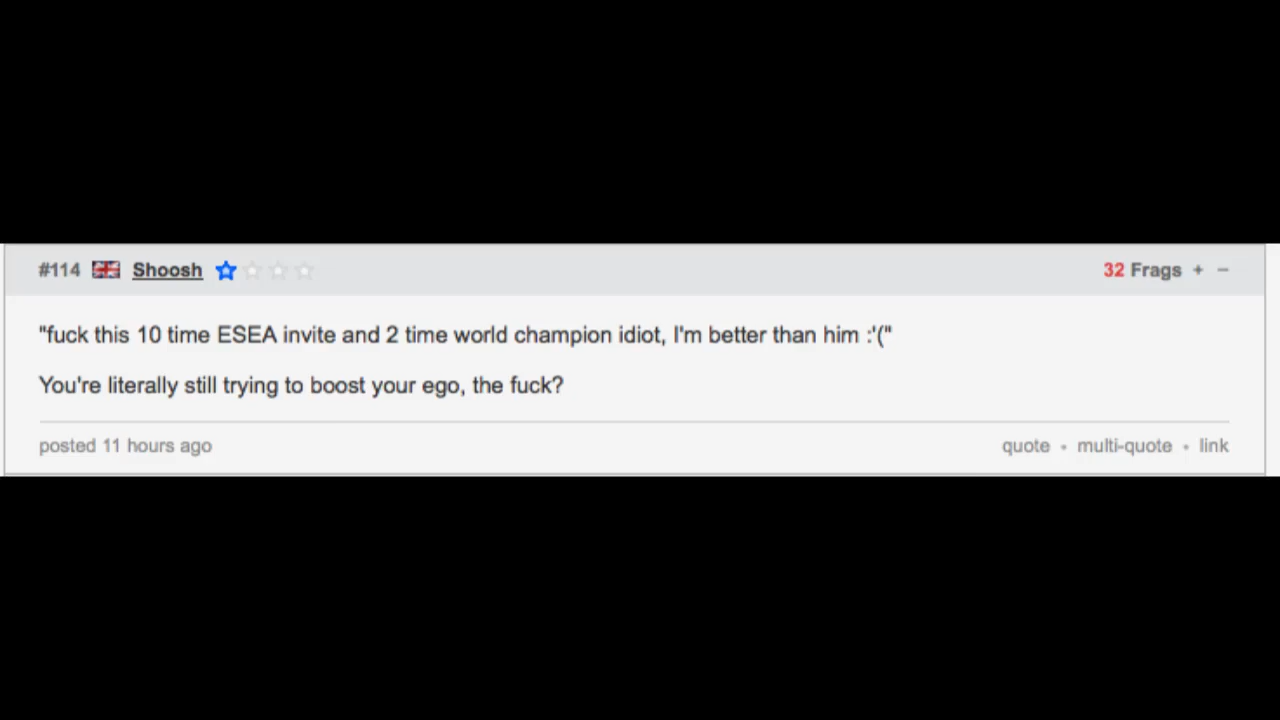 #114 Shoosh 32 Frags + −
"fuck this 10 time ESEA invite and 2 time world champion idiot, I'm better than him :'("
You're literally still trying to boost your ego, the fuck?
posted 11 hours ago quote • multi-quote • link